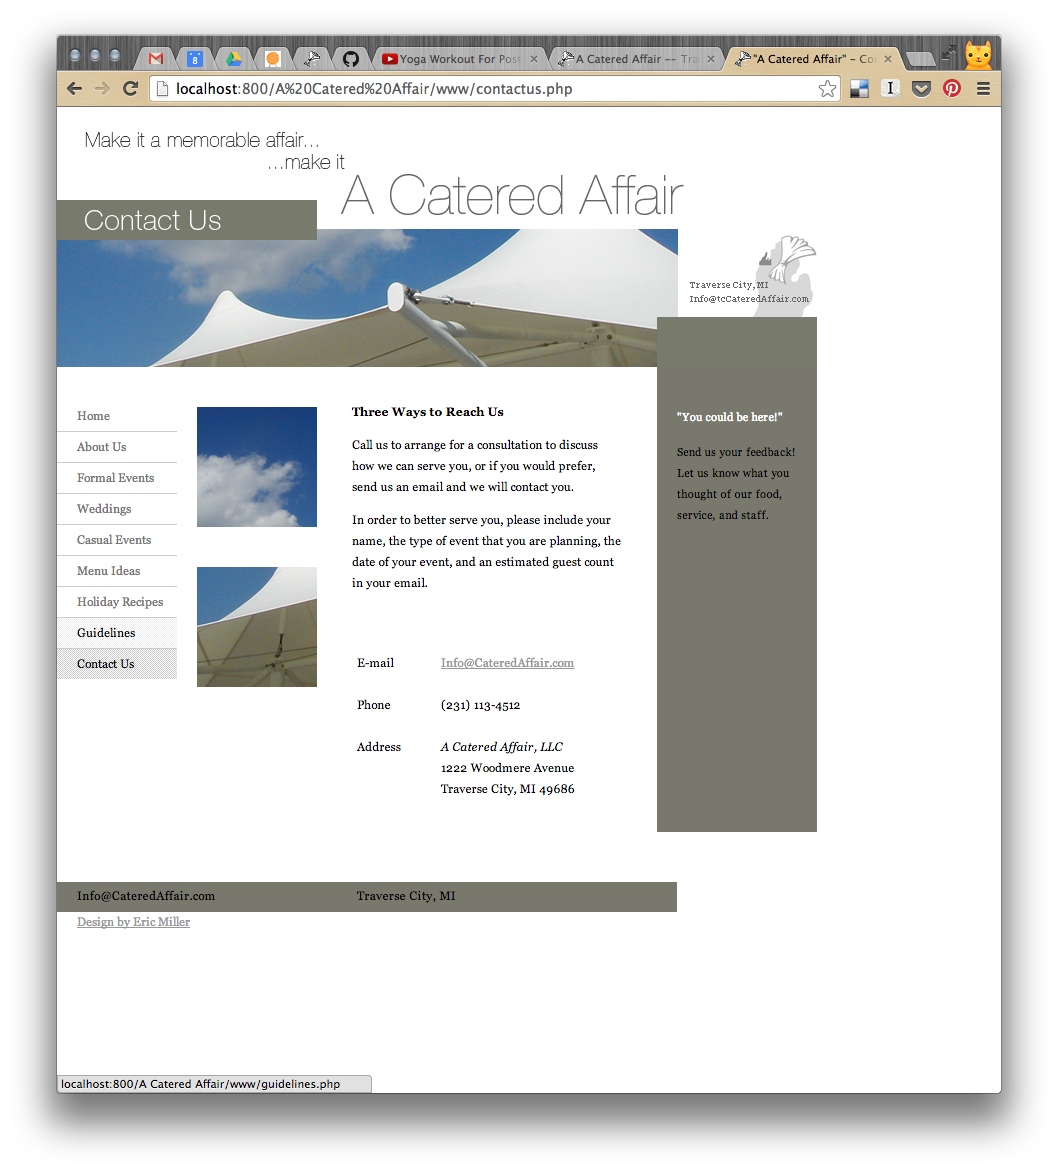 8
Yoga Workout For Post
A Catered Affair -- Tra
"A Catered Affair" - Co
localhost:800/A%20Catered%20Affair/www/contactus.php
Make it a memorable affair...
...make it
A Catered Affair
Contact Us
Traverse City, MI
Info@tcCateredAffair.com
Home
About Us
Formal Events
Weddings
Casual Events
Menu Ideas
Holiday Recipes
Guidelines
Contact Us
Three Ways to Reach Us
Call us to arrange for a consultation to discuss
how we can serve you, or if you would prefer,
send us an email and we will contact you.
In order to better serve you, please include your
name, the type of event that you are planning, the
date of your event, and an estimated guest count
in your email.
E-mail Info@CateredAffair.com
Phone (231) 113-4512
Address A Catered Affair, LLC
1222 Woodmere Avenue
Traverse City, MI 49686
"You could be here!"
Send us your feedback!
Let us know what you
thought of our food,
service, and staff.
Info@CateredAffair.com Traverse City, MI
Design by Eric Miller
localhost:800/A Catered Affair/www/guidelines.php